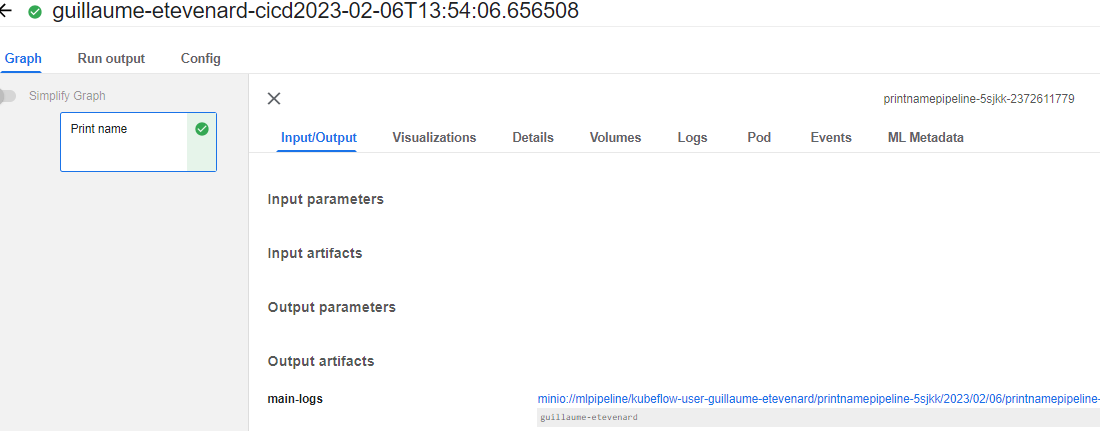 guillaume-etevenard-cicd2023-02-06T13:54:06.656508
Graph Run output Config
Simplify Graph
Print name
printnamepipeline-5sjkk-2372611779
Input/Output Visualizations Details Volumes Logs Pod Events ML Metadata
Input parameters
Input artifacts
Output parameters
Output artifacts
main-logs minio://mlpipeline/kubeflow-user-guillaume-etevenard/printnamepipeline-5sjkk/2023/02/06/printnamepipeline-
guillaume-etevenard